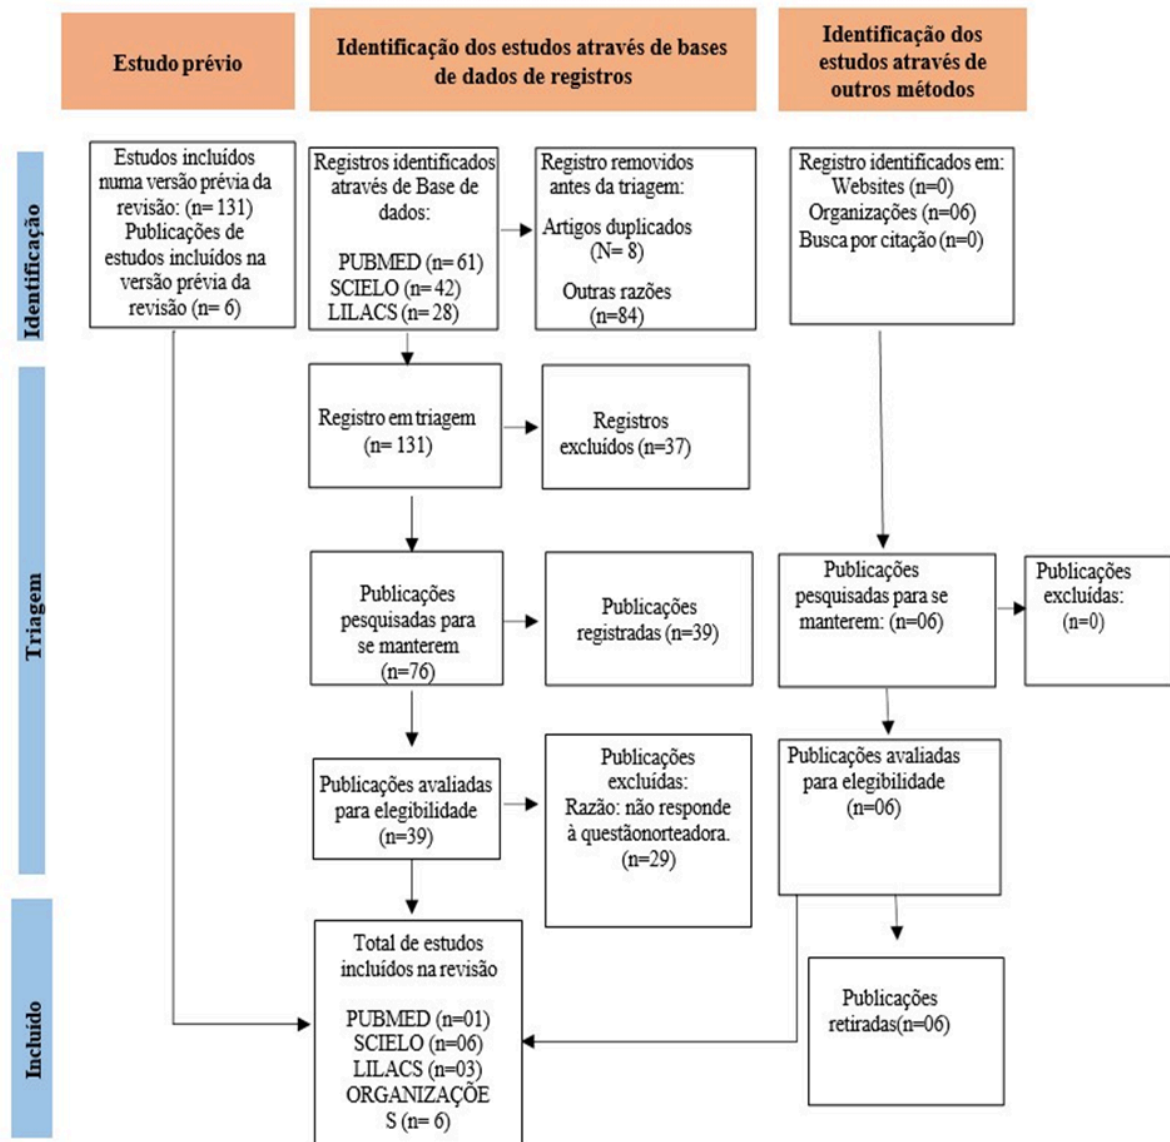 Estudo prévio
Identificação dos estudos através de bases
de dados de registros
Identificação dos
estudos através de
outros métodos
Identificação
Estudos incluídos
numa versão prévia da
revisão: (n= 131)
Publicações de
estudos incluídos na
versão prévia da
revisão (n= 6)
Registros identificados
através de Base de
dados:
PUBMED (n= 61)
SCIELO (n= 42)
LILACS (n= 28)
Registro removidos
antes da triagem:
Artigos duplicados
(N= 8)
Outras razões
(n=84)
Registro identificados em:
Websites (n=0)
Organizações (n=06)
Busca por citação (n=0)
Triagem
Registro em triagem
(n= 131)
Registros
excluídos (n=37)
Publicações
pesquisadas para
se manterem
(n=76)
Publicações
registradas (n=39)
Publicações
pesquisadas para se
manterem: (n=06)
Publicações
excluídas:
(n=0)
Publicações avaliadas
para elegibilidade
(n=39)
Publicações
excluídas:
Razão: não responde
à questãonorteadora.
(n=29)
Publicações avaliadas
para elegibilidade
(n=06)
Incluído
Total de estudos
incluídos na revisão
PUBMED (n=01)
SCIELO (n=06)
LILACS (n=03)
ORGANIZAÇÕE
S (n= 6)
Publicações
retiradas(n=06)